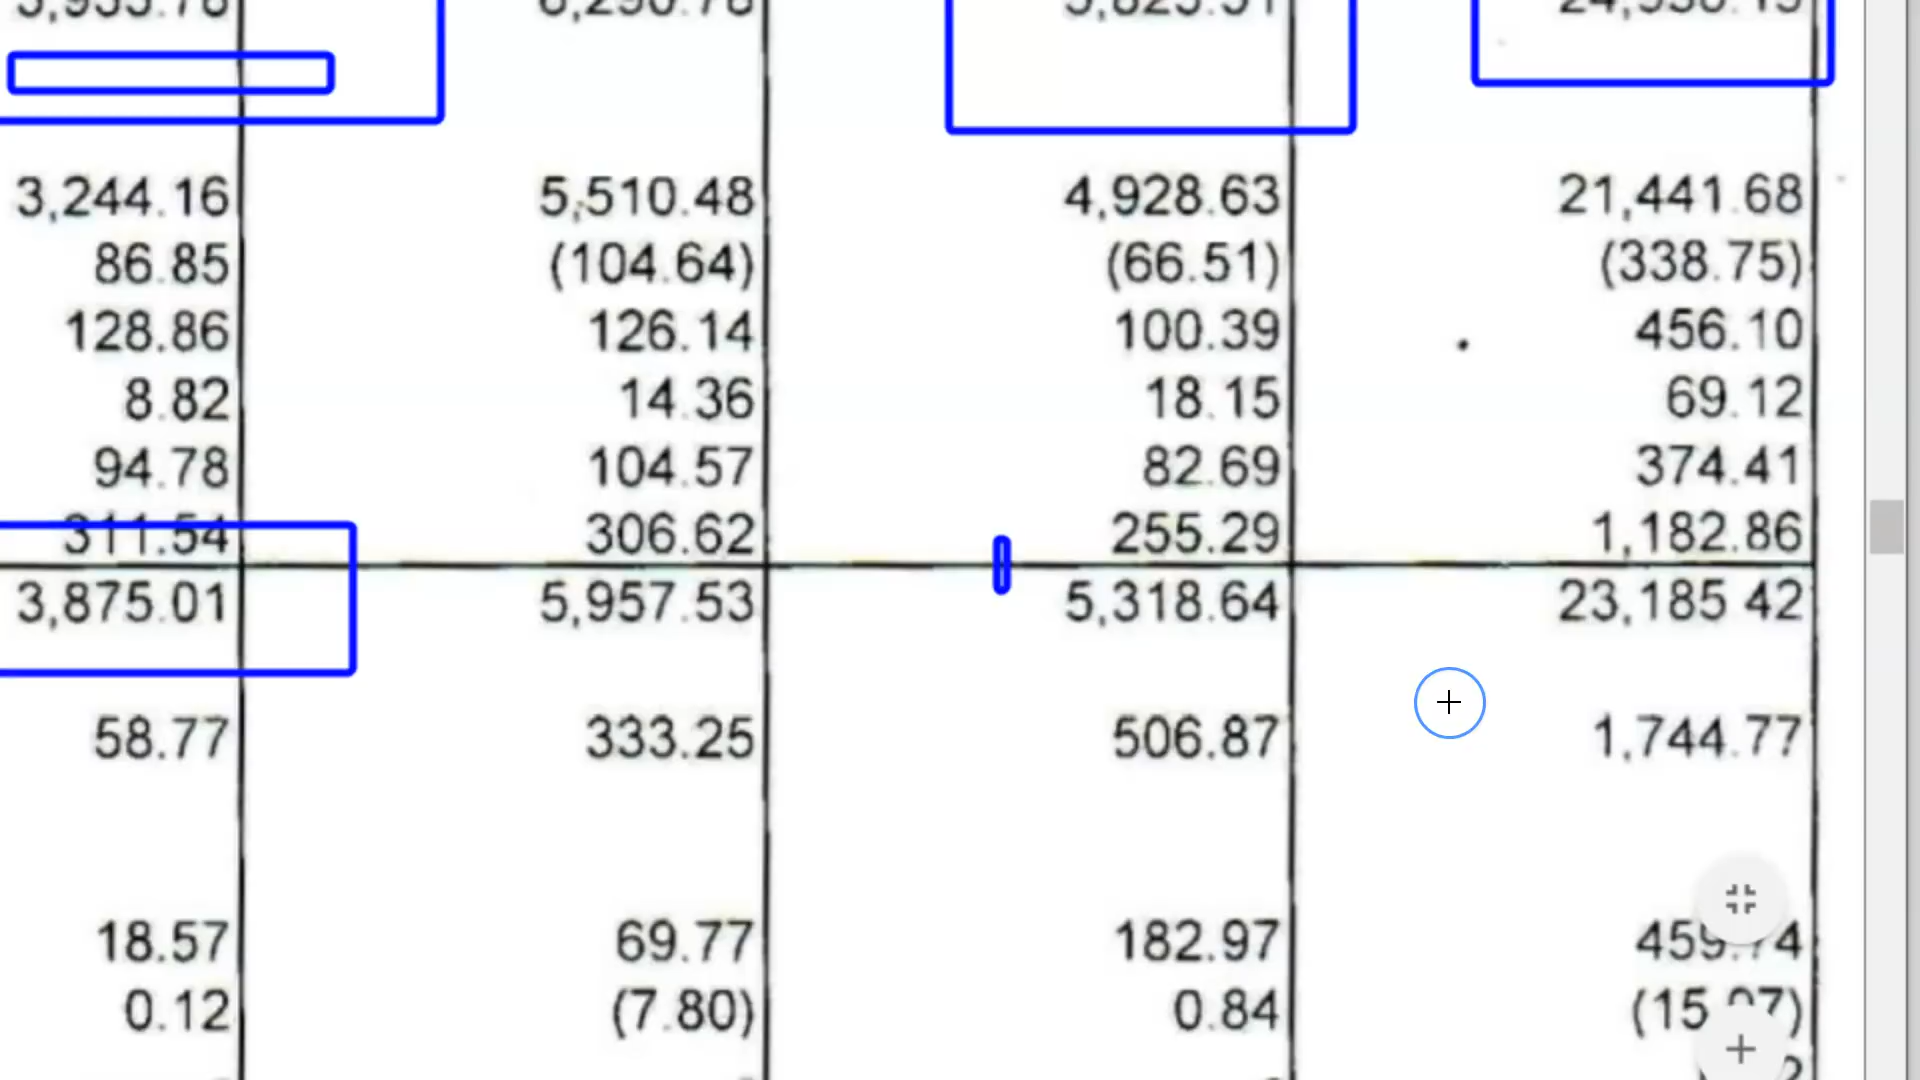 3,244.16 5,510.48 4,928.63 21,441.68
86.85 (104.64) (66.51) (338.75)
128.86 126.14 100.39 456.10
8.82 14.36 18.15 69.12
94.78 104.57 82.69 374.41
311.54 306.62 255.29 1,182.86
3,875.01 5,957.53 5,318.64 23,185 42
58.77 333.25 506.87 1,744.77
18.57 69.77 182.97
0.12 (7.80) 0.84